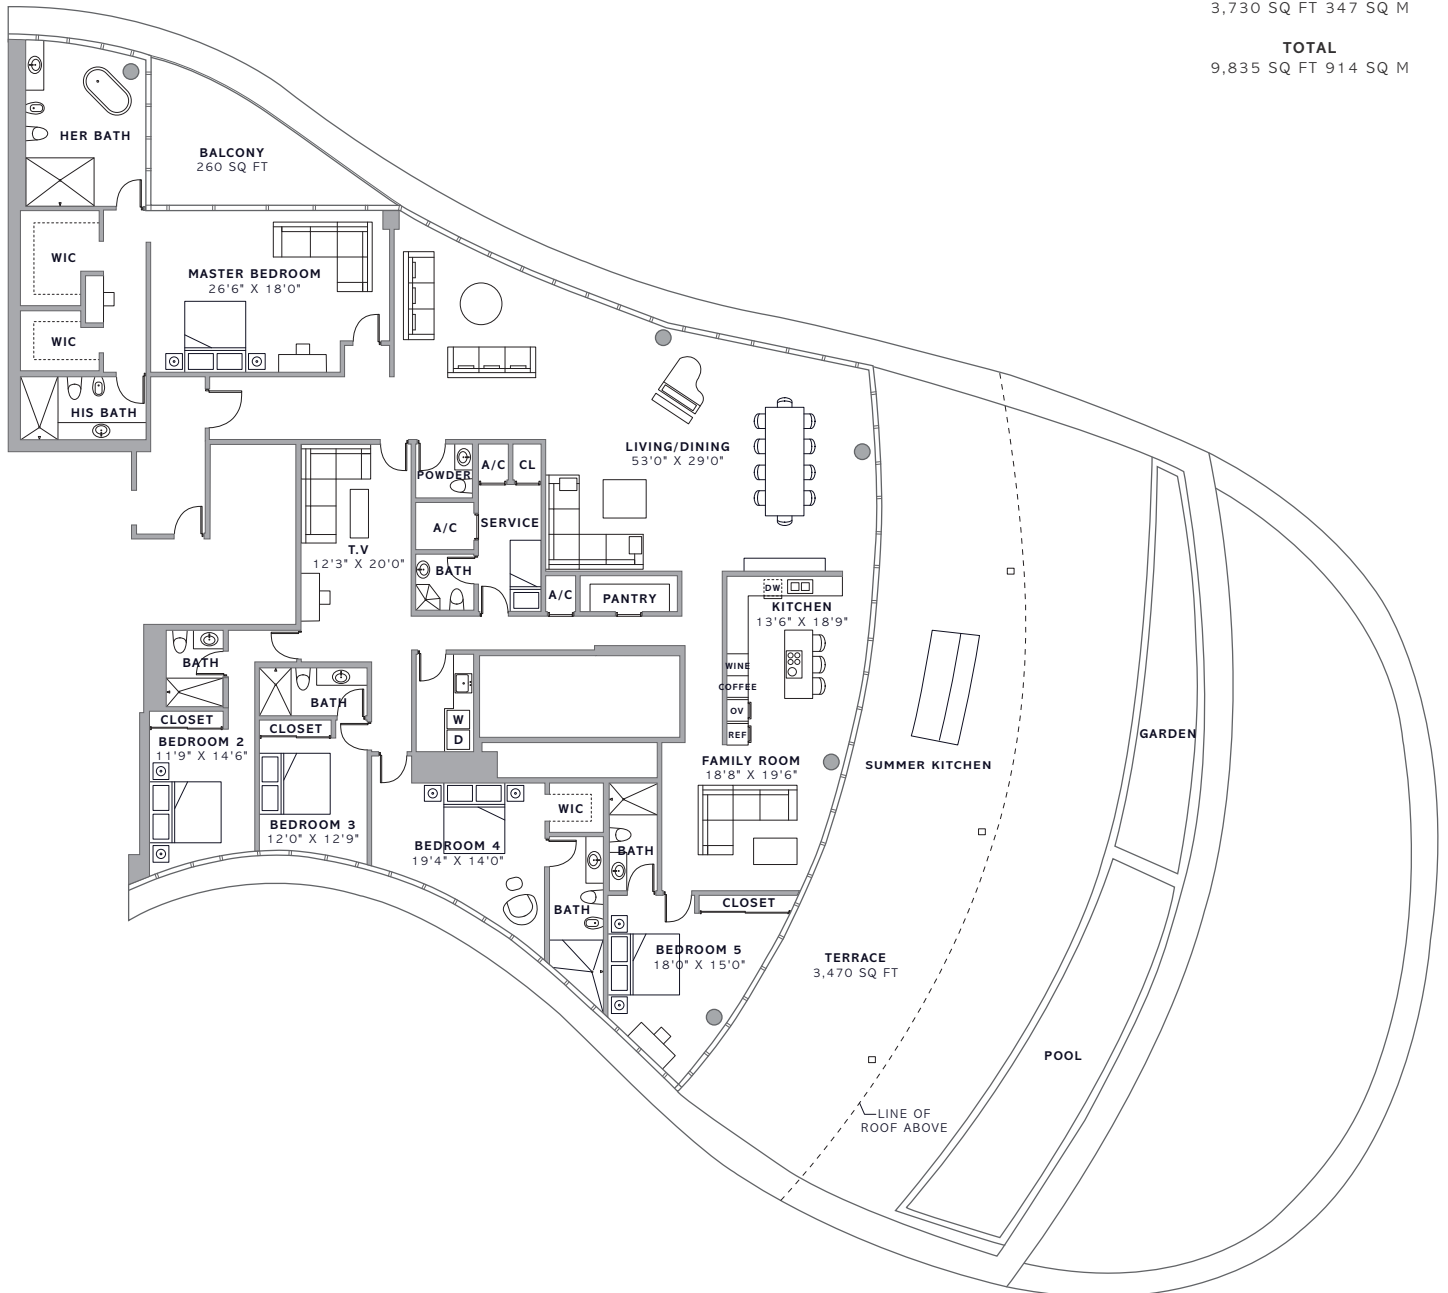 3,730 SQ FT 347 SQ M
TOTAL
9,835 SQ FT 914 SQ M
HER BATH
BALCONY
260 SQ FT
WIC
MASTER BEDROOM
26'6" X 18'0"
WIC
HIS BATH
LIVING/DINING
53'0" X 29'0"
POWDER
A/C
CL
A/C
SERVICE
T.V
12'3" X 20'0"
BATH
A/C
PANTRY
DW
KITCHEN
13'6" X 18'9"
BATH
WINE
COFFEE
OV
REF
BATH
CLOSET
CLOSET
W
D
BEDROOM 2
11'9" X 14'6"
GARDEN
FAMILY ROOM
18'8" X 19'6"
SUMMER KITCHEN
WIC
BEDROOM 3
12'0" X 12'9"
BEDROOM 4
19'4" X 14'0"
BATH
BATH
CLOSET
BEDROOM 5
18'0" X 15'0"
TERRACE
3,470 SQ FT
POOL
LINE OF
ROOF ABOVE